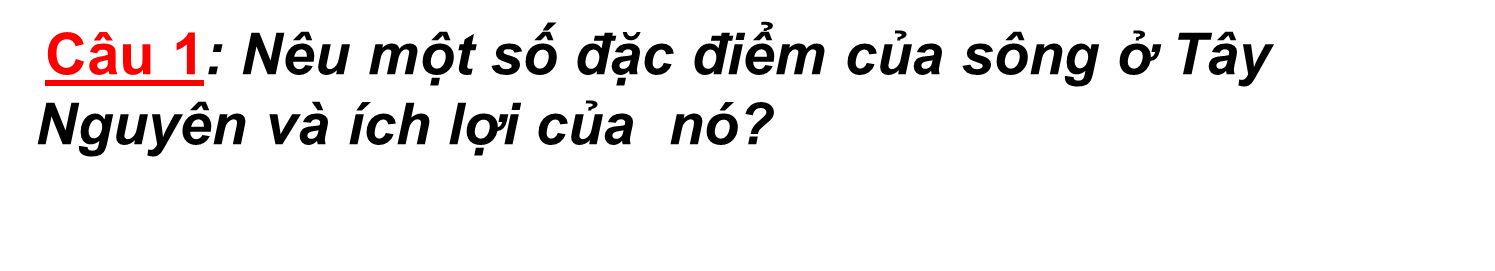 Câu 1: Nêu một số đặc điểm của sông ở Tây
Nguyên và ích lợi của  nó?